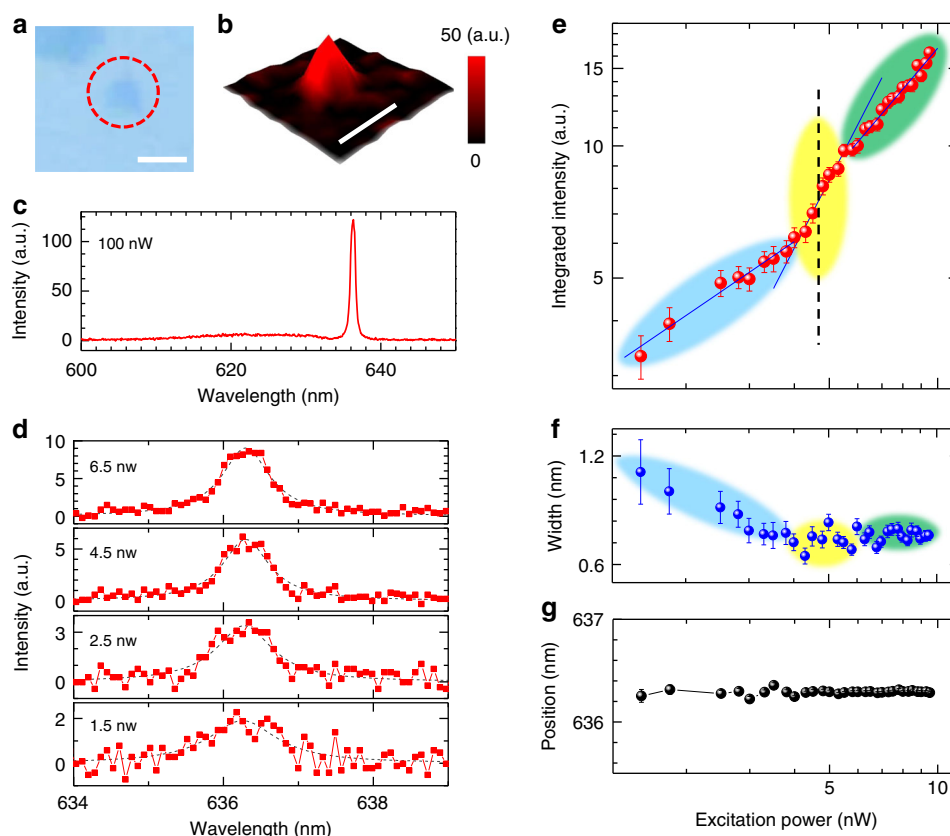 a
b
50 (a.u.)
0
c
100 nW
Intensity (a.u.)
100
50
0
600
620
640
Wavelength (nm)
d
10
6.5 nw
5
0
4.5 nw
5
0
2.5 nw
3
0
1.5 nw
2
0
Intensity (a.u.)
634
636
638
Wavelength (nm)
e
15
10
5
Integrated intensity (a.u.)
f
1.2
0.6
Width (nm)
g
637
636
Position (nm)
5
10
Excitation power (nW)